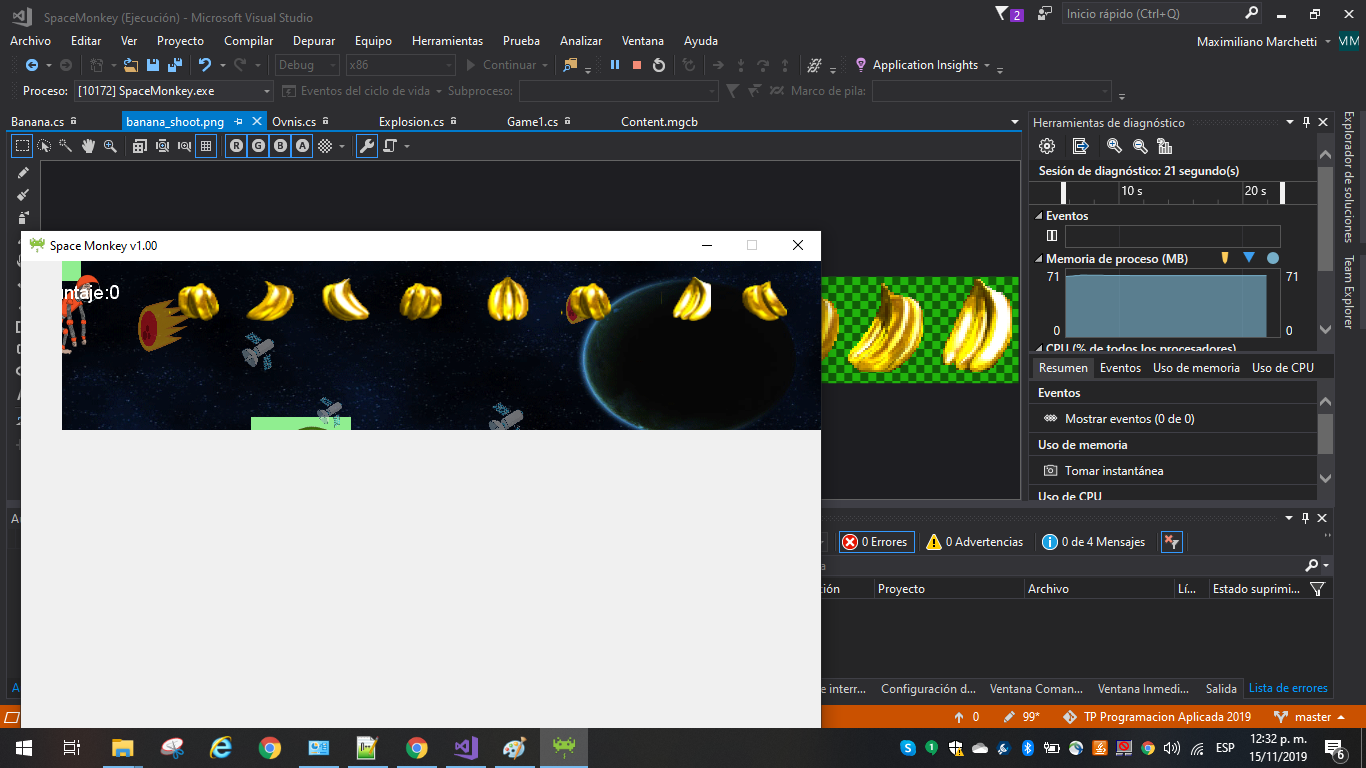 SpaceMonkey (Ejecución) - Microsoft Visual Studio
2
Inicio rápido (Ctrl+Q)
Archivo Editar Ver Proyecto Compilar Depurar Equipo Herramientas Prueba Analizar Ventana Ayuda
Maximiliano Marchetti MM
Debug x86 Continuar Application Insights
Proceso: [10172] SpaceMonkey.exe Eventos del ciclo de vida Subproceso: Marco de pila:
Banana.cs banana_shoot.png Ovnis.cs Explosion.cs Game1.cs Content.mgcb
Herramientas de diagnóstico
R G B A
Sesión de diagnóstico: 21 segundo(s)
10 s 20 s
Eventos
Memoria de proceso (MB)
71 71
0 0
CPU (% de todos los procesadores)
Resumen Eventos Uso de memoria Uso de CPU
Eventos
Mostrar eventos (0 de 0)
Uso de memoria
Tomar instantánea
Uso de CPU
Explorador de soluciones
Team Explorer
Space Monkey v1.00
ntaje:0
0 Errores 0 Advertencias 0 de 4 Mensajes
ión Proyecto Archivo Lí... Estado suprimi...
e interr... Configuración d... Ventana Coman... Ventana Inmedi... Salida Lista de errores
0 99* TP Programacion Aplicada 2019 master
ESP
12:32 p. m.
15/11/2019
6